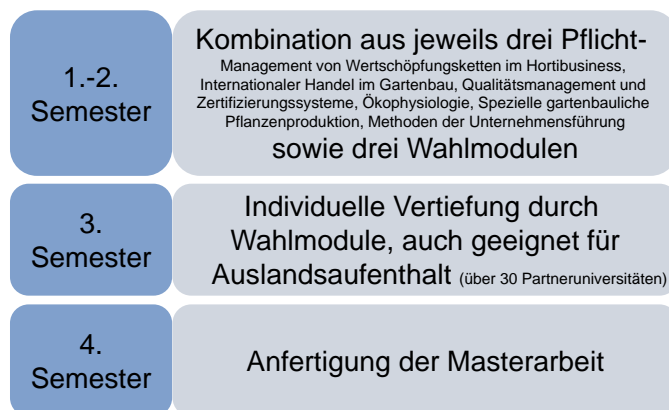 1.-2.
Semester
Kombination aus jeweils drei Pflicht-
Management von Wertschöpfungsketten im Hortibusiness,
Internationaler Handel im Gartenbau, Qualitätsmanagement und
Zertifizierungssysteme, Ökophysiologie, Spezielle gartenbauliche
Pflanzenproduktion, Methoden der Unternehmensführung
sowie drei Wahlmodulen
3.
Semester
Individuelle Vertiefung durch
Wahlmodule, auch geeignet für
Auslandsaufenthalt (über 30 Partneruniversitäten)
4.
Semester
Anfertigung der Masterarbeit